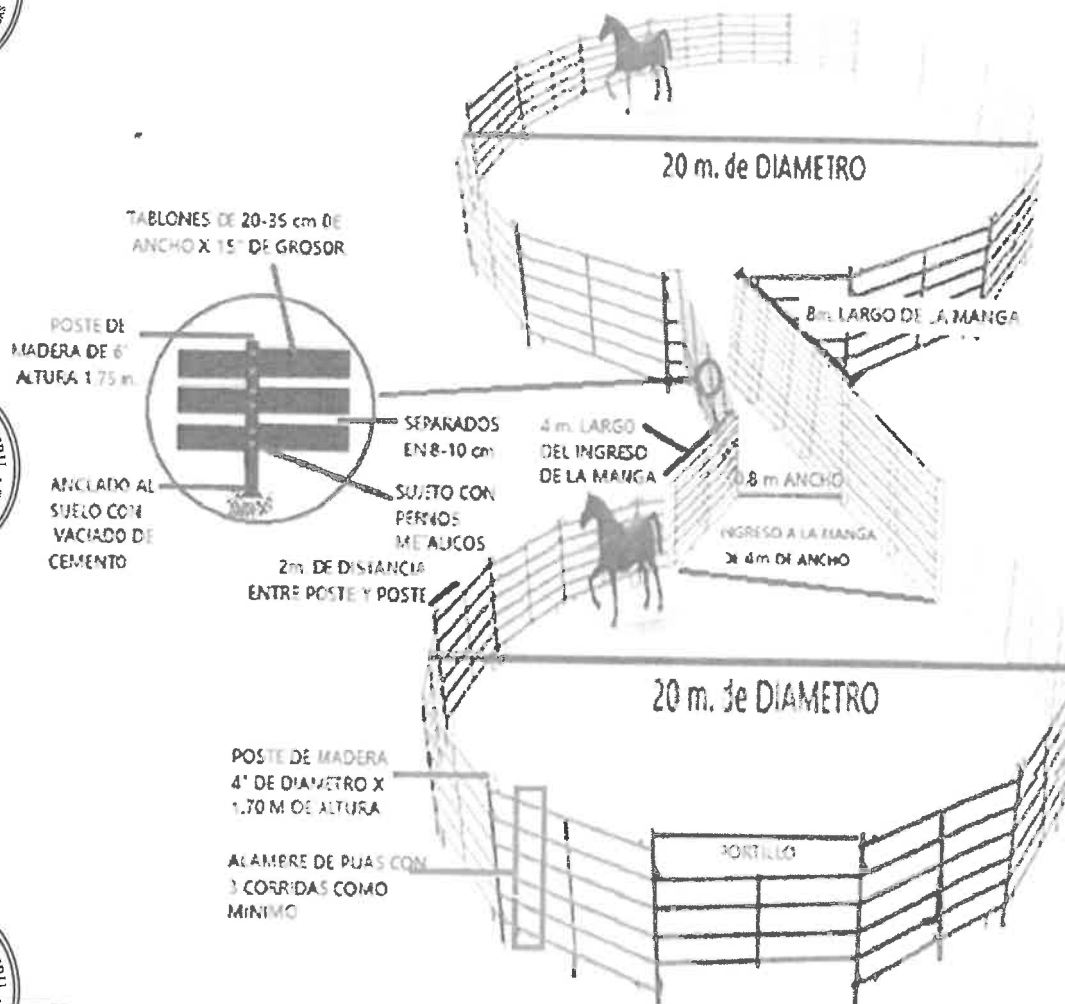 20 m. de DIAMETRO
TABLONES DE 20-35 cm DE
ANCHO X 15" DE GROSOR
POSTE DE
MADERA DE 6"
ALTURA 1.75 m.
8m. LARGO DE LA MANGA
SEPARADOS
EN 8-10 cm
4 m. LARGO
DEL INGRESO
DE LA MANGA
0.8 m ANCHO
ANCLADO AL
SUELO CON
VACIADO DE
CEMENTO
SUJETO CON
PERNOS
METALICOS
INGRESO A LA MANGA
DE 4m DE ANCHO
2m. DE DISTANCIA
ENTRE POSTE Y POSTE
20 m. de DIAMETRO
POSTE DE MADERA
4" DE DIAMETRO X
1.70 M DE ALTURA
PORTILLO
ALAMBRE DE PUAS CON
3 CORRIDAS COMO
MINIMO